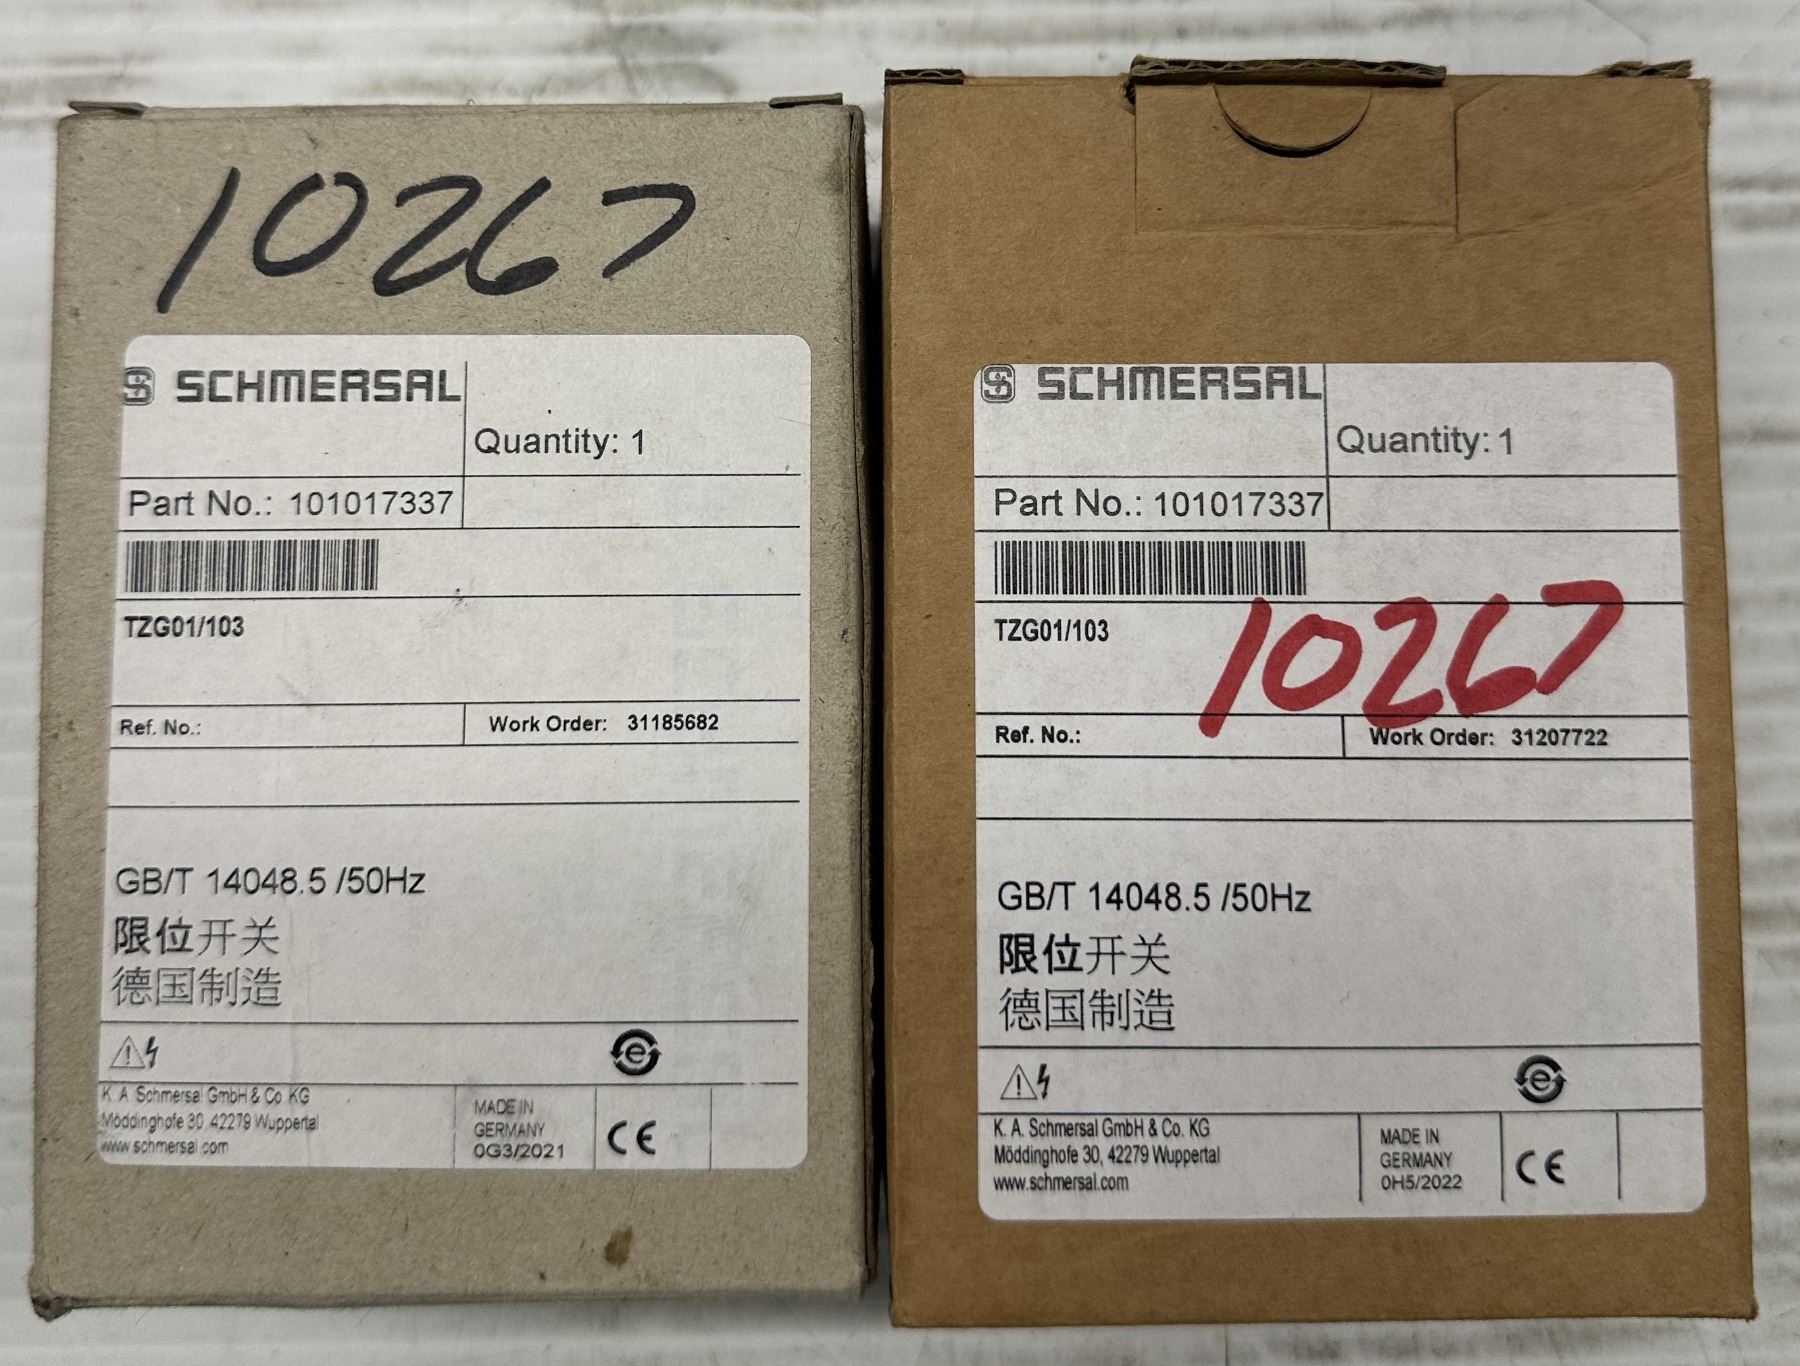 10267
SCHMERSAL
Quantity: 1
Part No.: 101017337
TZG01/103
Ref. No.:
Work Order: 31185682
GB/T 14048.5 /50Hz
限位开关
德国制造
e
K. A. Schmersal GmbH & Co. KG
Möddinghofe 30, 42279 Wuppertal
www.schmersal.com
MADE IN
GERMANY
0G3/2021
CE
SCHMERSAL
Quantity: 1
Part No.: 101017337
TZG01/103
10267
Ref. No.:
Work Order: 31207722
GB/T 14048.5 /50Hz
限位开关
德国制造
e
K. A. Schmersal GmbH & Co. KG
Möddinghofe 30, 42279 Wuppertal
www.schmersal.com
MADE IN
GERMANY
0H5/2022
CE